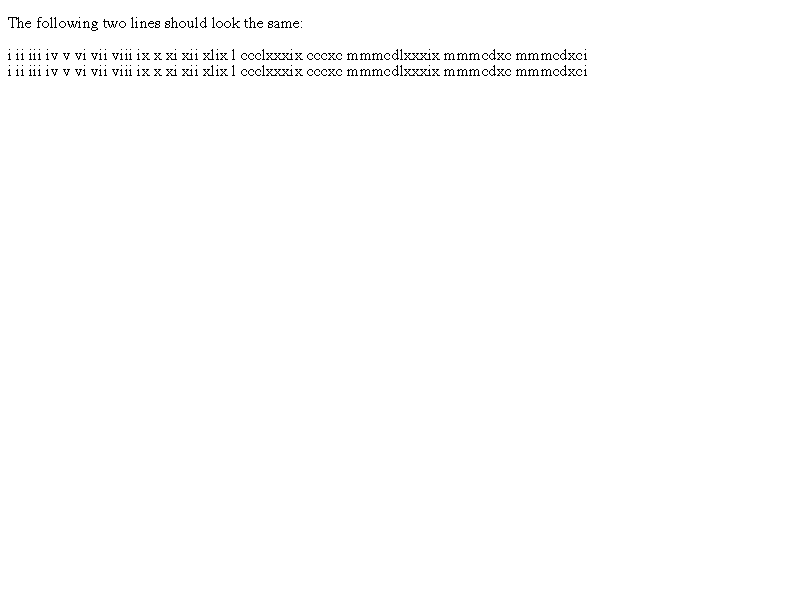 The following two lines should look the same:
i ii iii iv v vi vii viii ix x xi xii xlix l ccclxxxix cccxc mmmcdlxxxix mmmcdxc mmmcdxci
i ii iii iv v vi vii viii ix x xi xii xlix l ccclxxxix cccxc mmmcdlxxxix mmmcdxc mmmcdxci